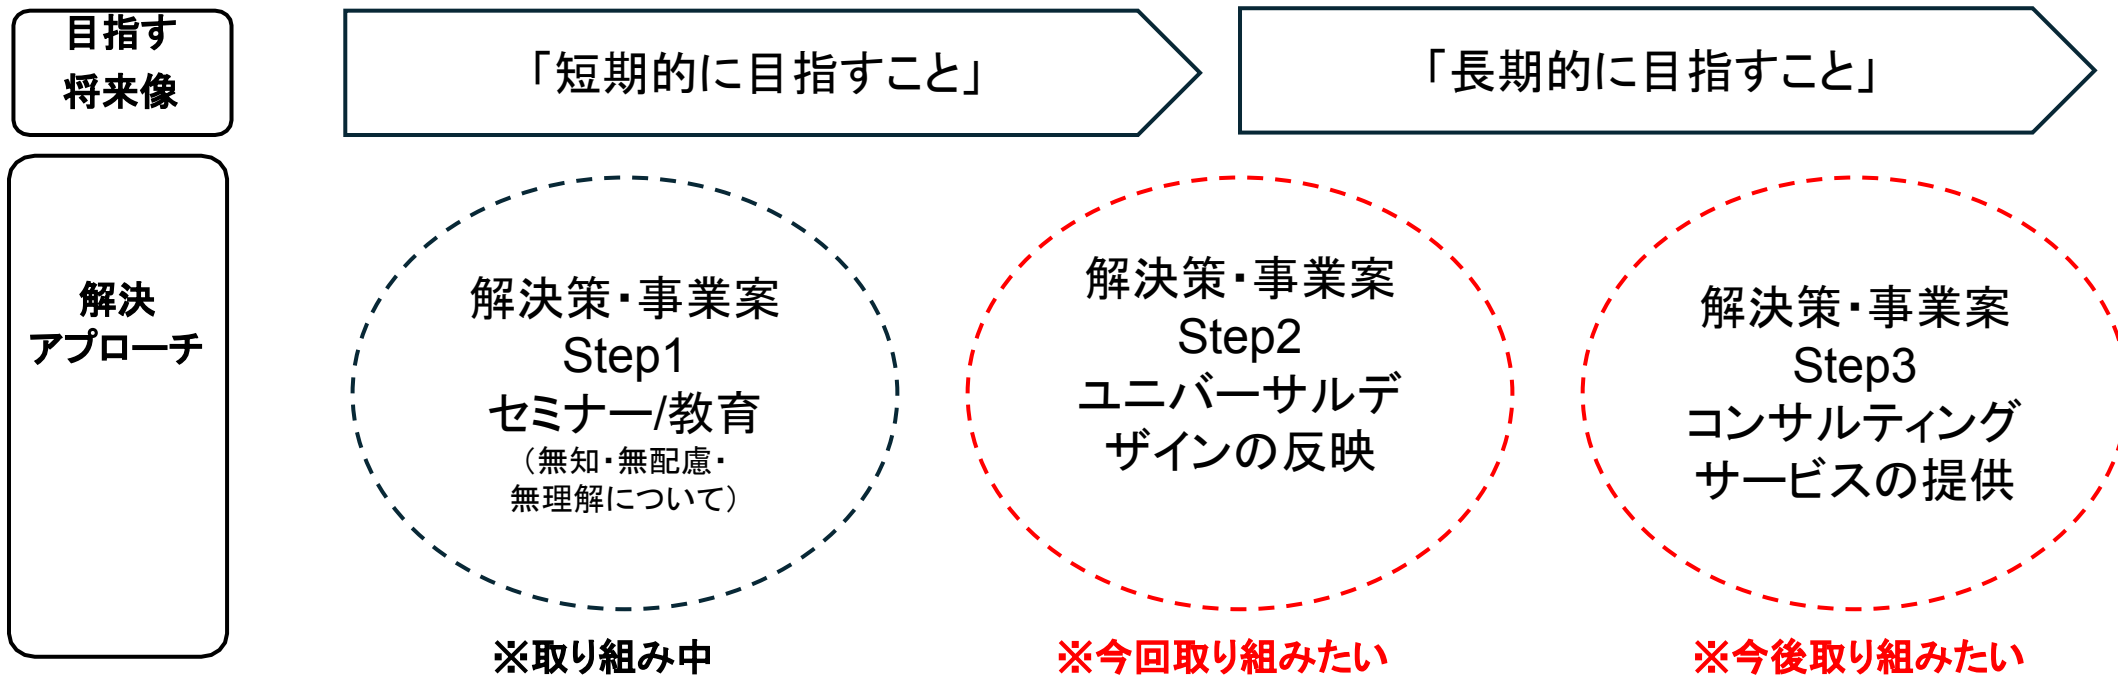 目指す
将来像
「短期的に目指すこと」
「長期的に目指すこと」
解決
アプローチ
解決策・事業案
Step1
セミナー/教育
（無知・無配慮・
無理解について）
※取り組み中
解決策・事業案
Step2
ユニバーサルデ
ザインの反映
※今回取り組みたい
解決策・事業案
Step3
コンサルティング
サービスの提供
※今後取り組みたい